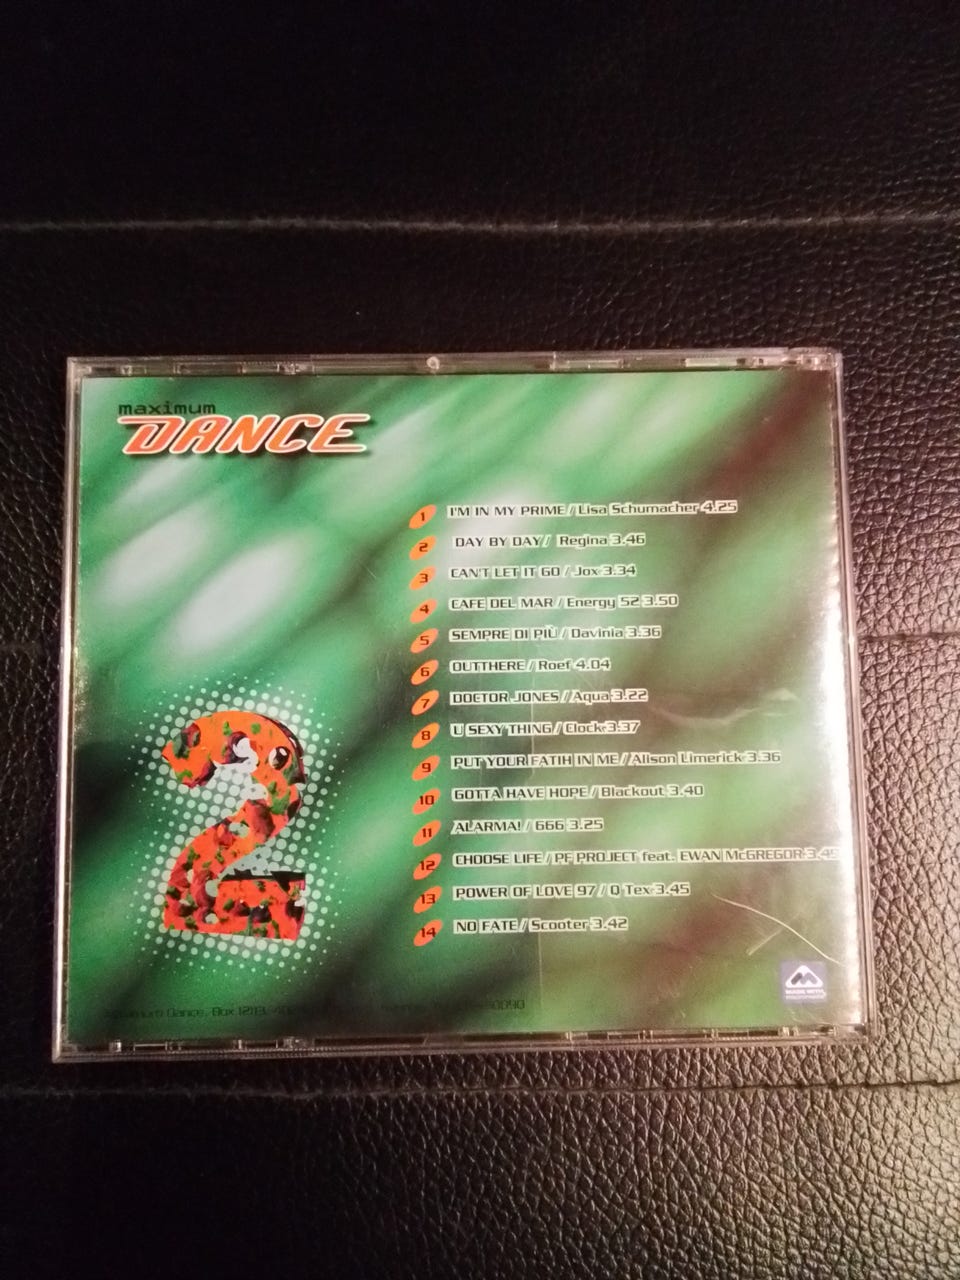 maximum
DANCE
1 I'M IN MY PRIME / Lisa Schumacher 4.25
2 DAY BY DAY / Regina 3.46
3 CAN'T LET IT GO / Jox 3.34
4 CAFE DEL MAR / Energy 52 3.50
5 SEMPRE DI PIÙ / Davinia 3.36
6 OUTTHERE / Roef 4.04
7 DOCTOR JONES / Aqua 3.22
8 U SEXY THING / Clock 3.37
9 PUT YOUR FATIH IN ME / Alison Limerick 3.36
10 GOTTA HAVE HOPE / Blackout 3.40
11 ALARMA! / 666 3.25
12 CHOOSE LIFE / PF PROJECT feat. EWAN McGREGOR 3.45
13 POWER OF LOVE 97 / Q Tex 3.45
14 NO FATE / Scooter 3.42
2
MADE WITH
Dance, Box